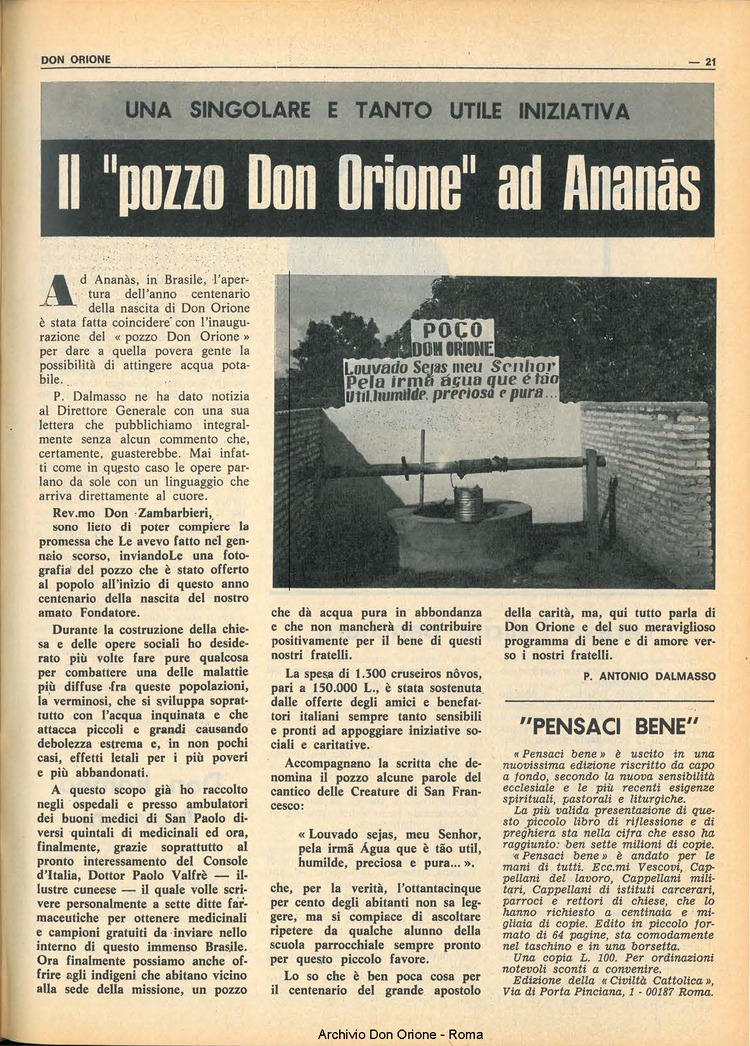 DON ORIONE
— 21
UNA SINGOLARE E TANTO UTILE INIZIATIVA
Il "pozzo Don Orione" ad Ananás
Ad Ananàs, in Brasile, l'aper-
tura dell'anno centenario
della nascita di Don Orione
è stata fatta coincidere con l'inaugu-
razione del « pozzo Don Orione »
per dare a quella povera gente la
possibilità di attingere acqua pota-
bile.
P. Dalmasso ne ha dato notizia
al Direttore Generale con una sua
lettera che pubblichiamo integral-
mente senza alcun commento che,
certamente, guasterebbe. Mai infat-
ti come in questo caso le opere par-
lano da sole con un linguaggio che
arriva direttamente al cuore.
Rev.mo Don Zambarbieri,
sono lieto di poter compiere la
promessa che Le avevo fatto nel gen-
naio scorso, inviandoLe una foto-
grafia del pozzo che è stato offerto
al popolo all'inizio di questo anno
centenario della nascita del nostro
amato Fondatore.
Durante la costruzione della chie-
sa e delle opere sociali ho deside-
rato più volte fare pure qualcosa
per combattere una delle malattie
più diffuse fra queste popolazioni,
la verminosi, che si sviluppa soprat-
tutto con l'acqua inquinata e che
attacca piccoli e grandi causando
debolezza estrema e, in non pochi
casi, effetti letali per i più poveri
e più abbandonati.
A questo scopo già ho raccolto
negli ospedali e presso ambulatori
dei buoni medici di San Paolo di-
versi quintali di medicinali ed ora,
finalmente, grazie soprattutto al
pronto interessamento del Console
d'Italia, Dottor Paolo Valfrè — il-
lustre cuneese — il quale volle scri-
vere personalmente a sette ditte far-
maceutiche per ottenere medicinali
e campioni gratuiti da inviare nello
interno di questo immenso Brasile.
Ora finalmente possiamo anche of-
frire agli indigeni che abitano vicino
alla sede della missione, un pozzo
POÇO
DOM ORIONE
Louvado Sejas meu Senhor
Pela irmã água que é tão
Util, humilde, preciosa e pura...
che dà acqua pura in abbondanza
e che non mancherà di contribuire
positivamente per il bene di questi
nostri fratelli.
La spesa di 1.300 cruseiros nôvos,
pari a 150.000 L., è stata sostenuta
dalle offerte degli amici e benefat-
tori italiani sempre tanto sensibili
e pronti ad appoggiare iniziative so-
ciali e caritative.
Accompagnano la scritta che de-
nomina il pozzo alcune parole del
cantico delle Creature di San Fran-
cesco:
« Louvado sejas, meu Senhor,
pela irmã Água que è tão util,
humilde, preciosa e pura... ».
che, per la verità, l'ottantacinque
per cento degli abitanti non sa leg-
gere, ma si compiace di ascoltare
ripetere da qualche alunno della
scuola parrocchiale sempre pronto
per questo piccolo favore.
Lo so che è ben poca cosa per
il centenario del grande apostolo
della carità, ma, qui tutto parla di
Don Orione e del suo meraviglioso
programma di bene e di amore ver-
so i nostri fratelli.
P. ANTONIO DALMASSO
"PENSACI BENE"
« Pensaci bene » è uscito in una
nuovissima edizione riscritto da capo
a fondo, secondo la nuova sensibilità
ecclesiale e le più recenti esigenze
spirituali, pastorali e liturgiche.
La più valida presentazione di que-
sto piccolo libro di riflessione e di
preghiera sta nella cifra che esso ha
raggiunto: ben sette milioni di copie.
« Pensaci bene » è andato per le
mani di tutti. Ecc.mi Vescovi, Cap-
pellani del lavoro, Cappellani mili-
tari, Cappellani di istituti carcerari,
parroci e rettori di chiese, che lo
hanno richiesto a centinaia e mi-
gliaia di copie. Edito in piccolo for-
mato di 64 pagine, sta comodamente
nel taschino e in una borsetta.
Una copia L. 100. Per ordinazioni
notevoli sconti a convenire.
Edizione della « Civiltà Cattolica »,
Via di Porta Pinciana, 1 - 00187 Roma.
Archivio Don Orione - Roma